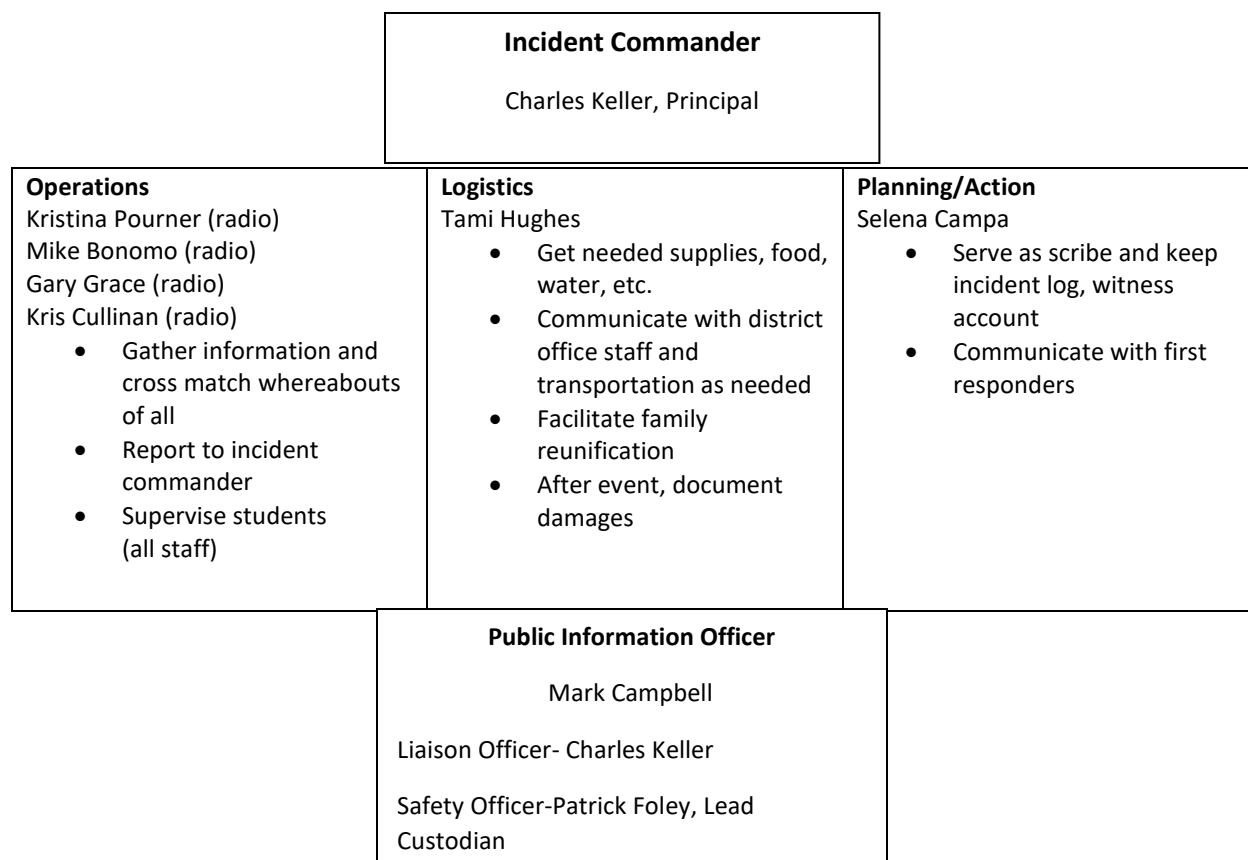 Incident Commander
Charles Keller, Principal
Operations
Kristina Pourner (radio)
Mike Bonomo (radio)
Gary Grace (radio)
Kris Cullinan (radio)
• Gather information and
cross match whereabouts
of all
• Report to incident
commander
• Supervise students
(all staff)
Logistics
Tami Hughes
• Get needed supplies, food,
water, etc.
• Communicate with district
office staff and
transportation as needed
• Facilitate family
reunification
• After event, document
damages
Planning/Action
Selena Campa
• Serve as scribe and keep
incident log, witness
account
• Communicate with first
responders
Public Information Officer
Mark Campbell
Liaison Officer- Charles Keller
Safety Officer-Patrick Foley, Lead
Custodian